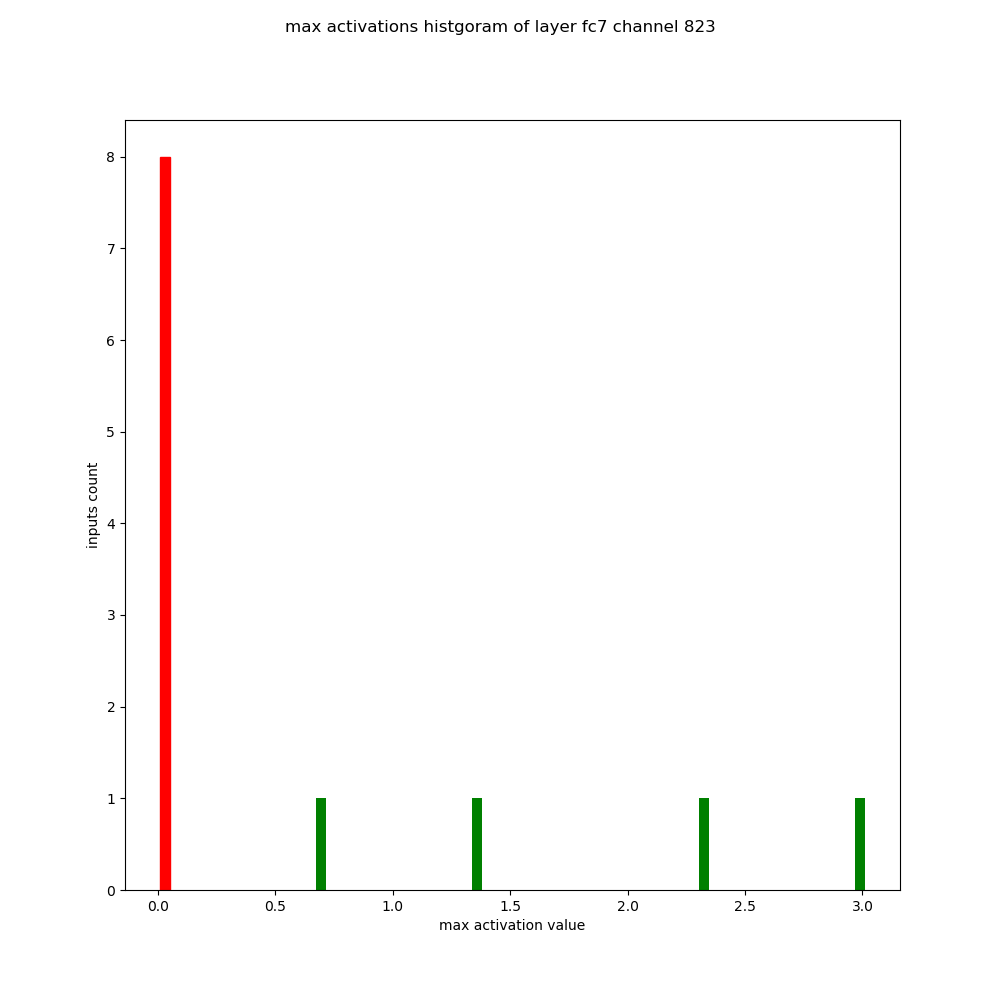 max activations histgoram of layer fc7 channel 823
8
7
6
5
4
3
2
1
0
inputs count
0.0 0.5 1.0 1.5 2.0 2.5 3.0
max activation value